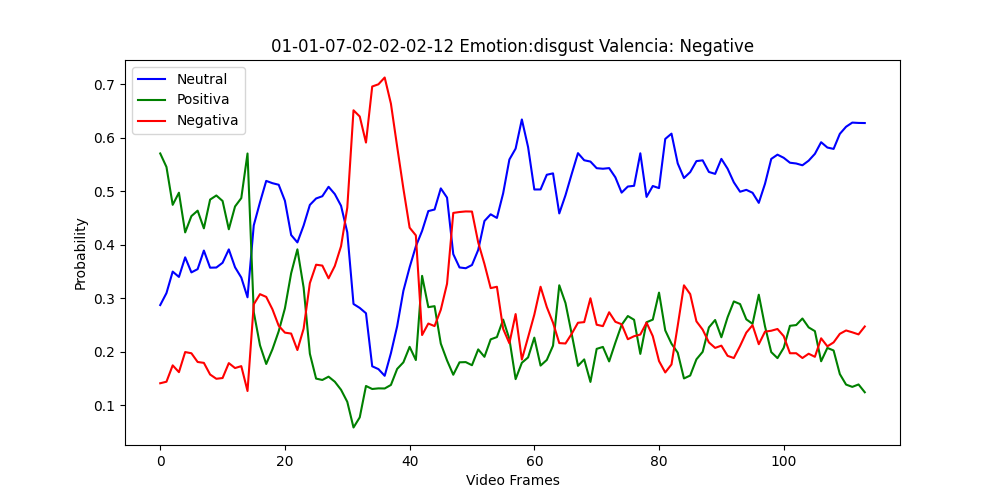 01-01-07-02-02-02-12 Emotion:disgust Valencia: Negative
Neutral
Positiva
Negativa
Probability
0.7
0.6
0.5
0.4
0.3
0.2
0.1
0 20 40 60 80 100
Video Frames